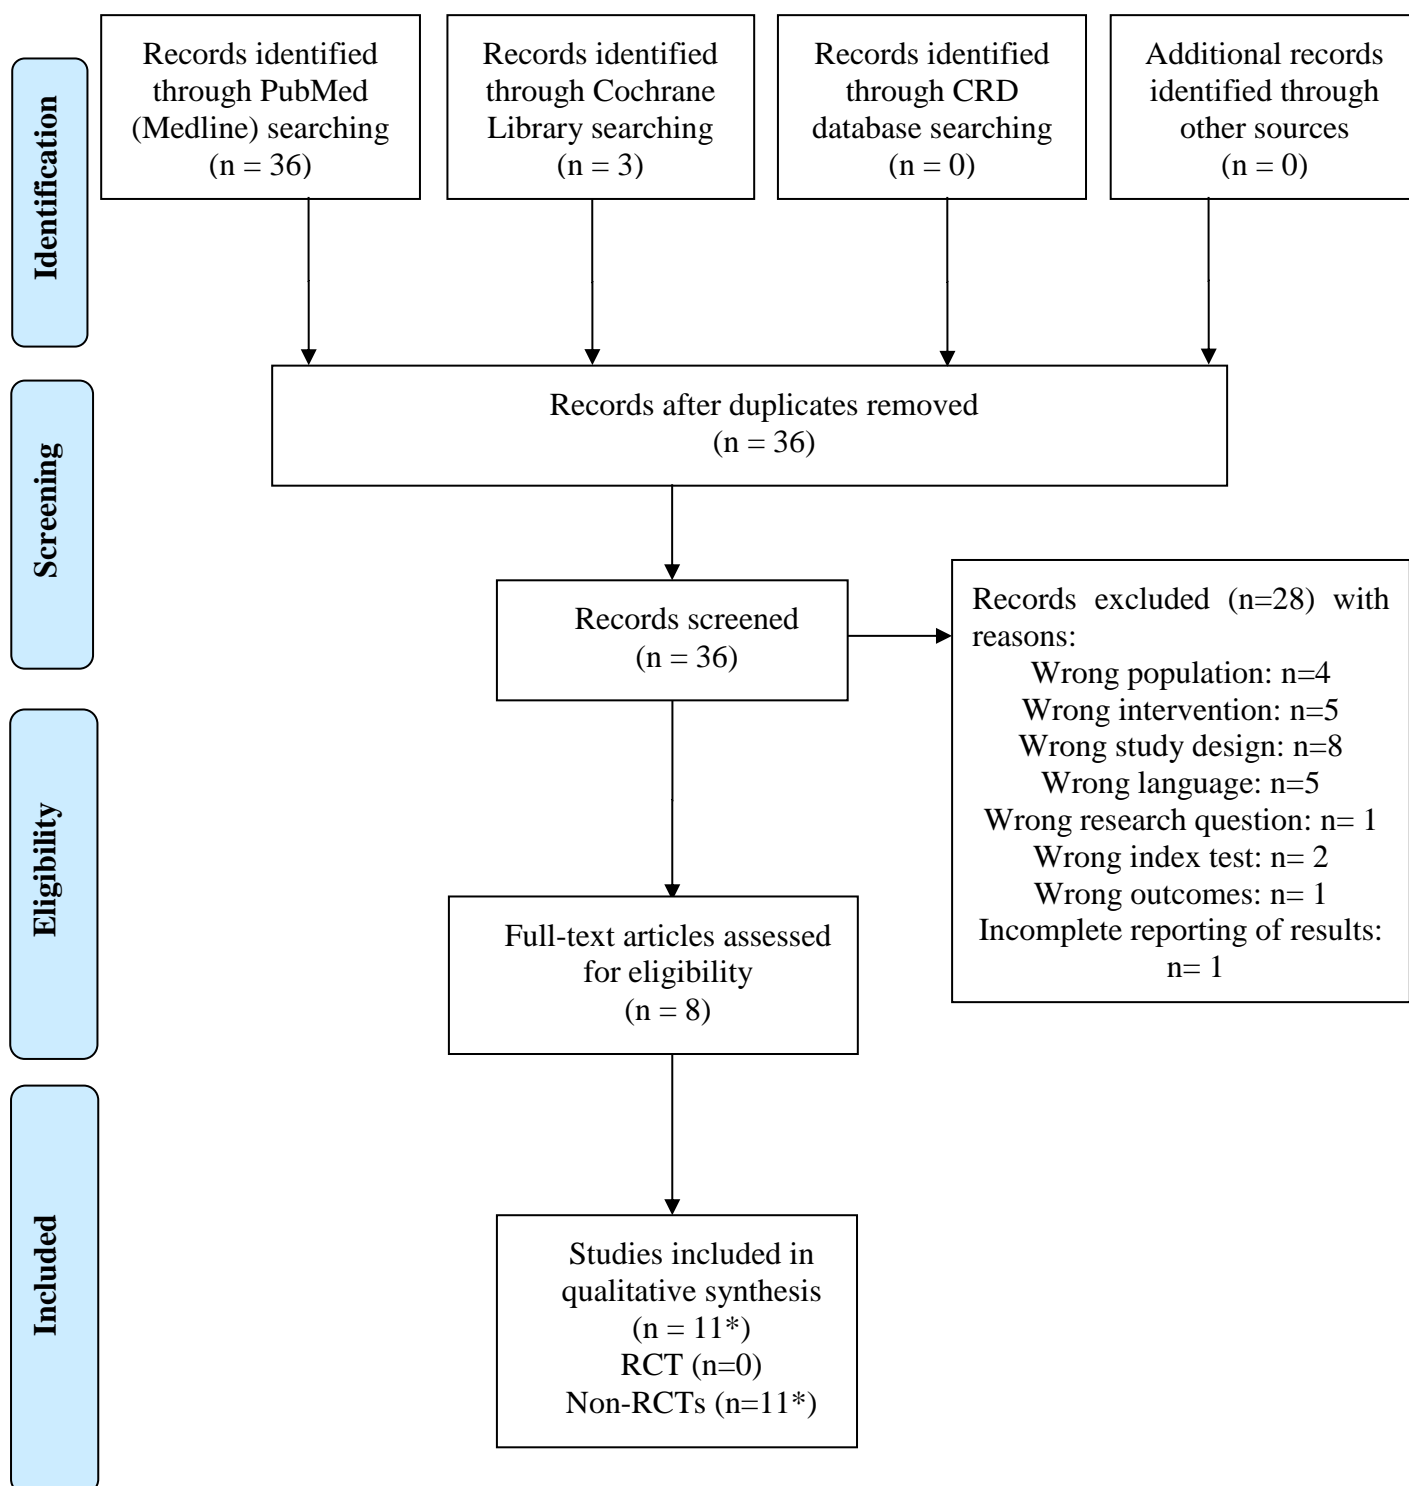 Identification
Records identified
through PubMed
(Medline) searching
(n = 36)
Records identified
through Cochrane
Library searching
(n = 3)
Records identified
through CRD
database searching
(n = 0)
Additional records
identified through
other sources
(n = 0)
Screening
Records after duplicates removed
(n = 36)
Records screened
(n = 36)
Records excluded (n=28) with
reasons:
Wrong population: n=4
Wrong intervention: n=5
Wrong study design: n=8
Wrong language: n=5
Wrong research question: n= 1
Wrong index test: n= 2
Wrong outcomes: n= 1
Incomplete reporting of results:
n= 1
Eligibility
Full-text articles assessed
for eligibility
(n = 8)
Included
Studies included in
qualitative synthesis
(n = 11*)
RCT (n=0)
Non-RCTs (n=11*)